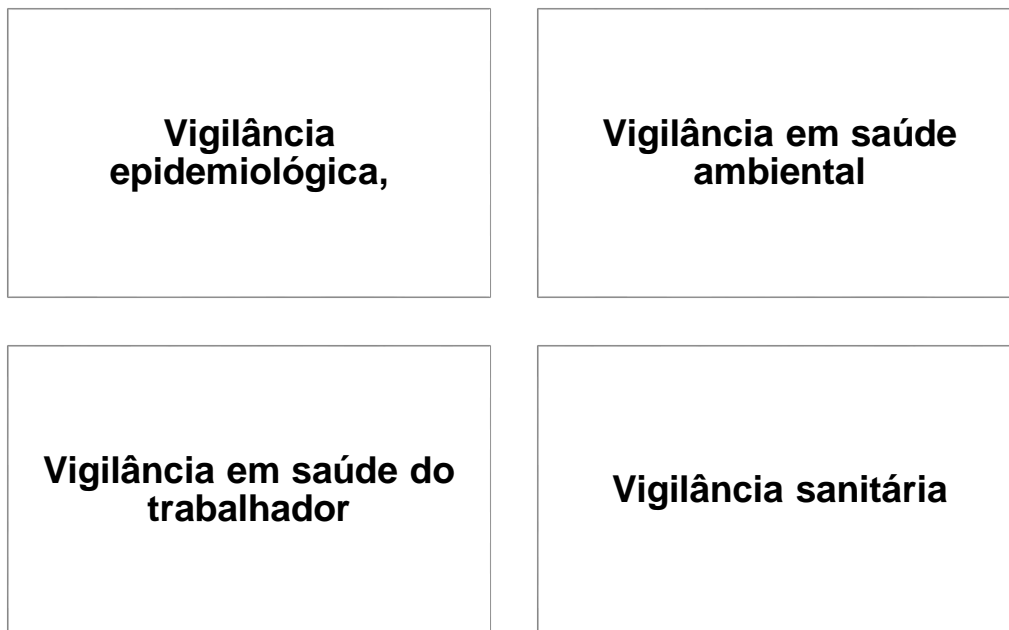 Vigilância
epidemiológica,
Vigilância em saúde
ambiental
Vigilância em saúde do
trabalhador
Vigilância sanitária